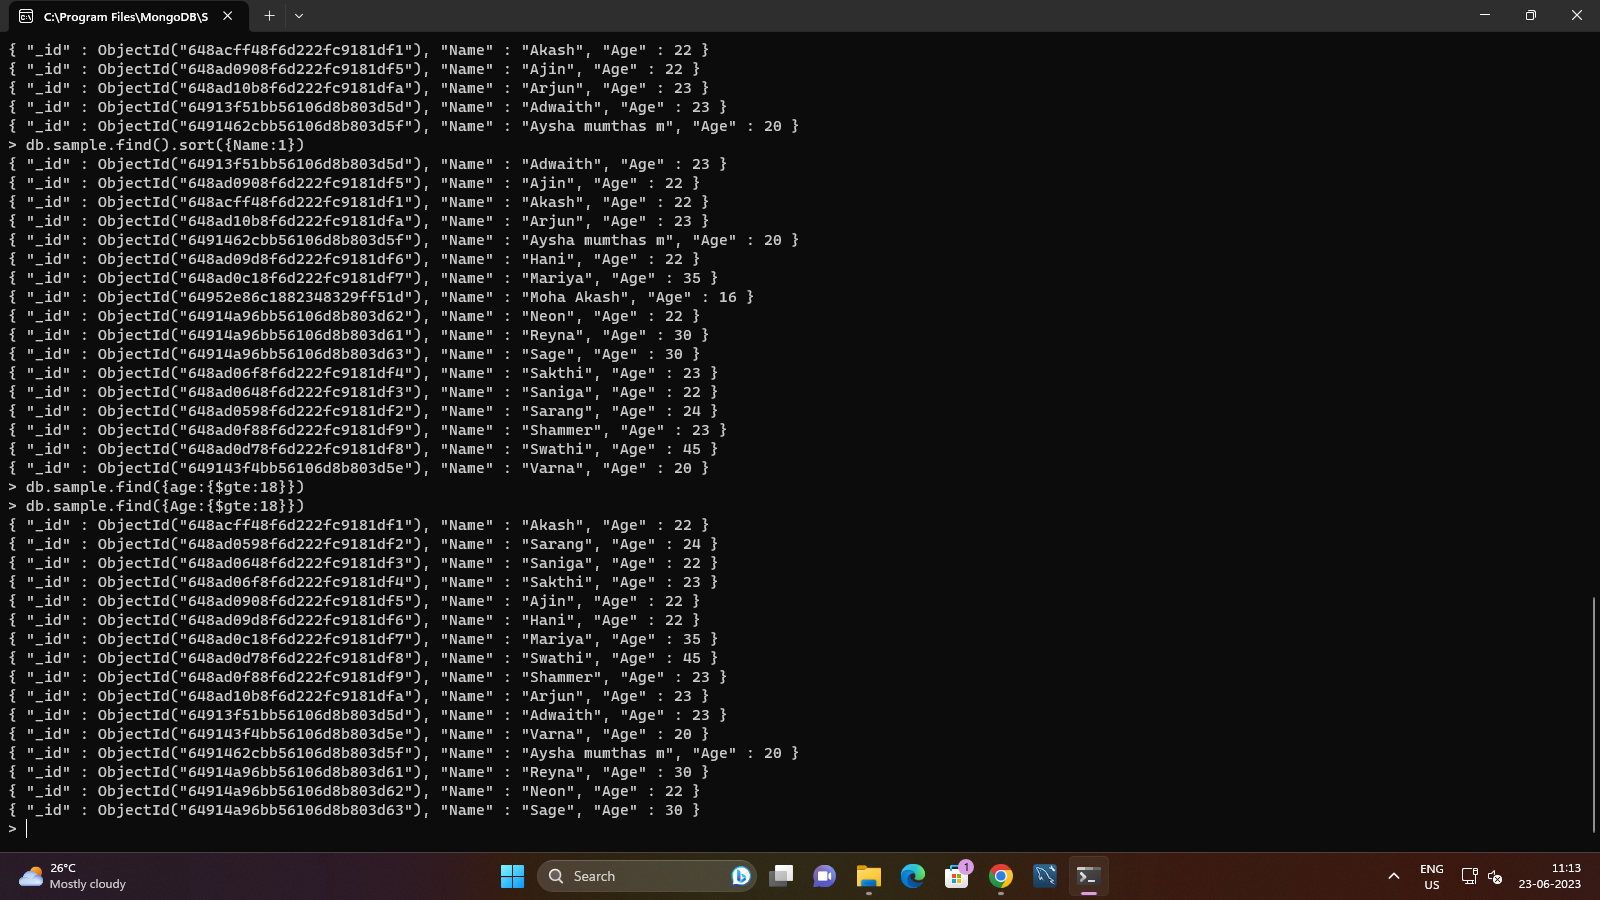 C:\Program Files\MongoDB\S
{ "_id" : ObjectId("648acff48f6d222fc9181df1"), "Name" : "Akash", "Age" : 22 }
{ "_id" : ObjectId("648ad0908f6d222fc9181df5"), "Name" : "Ajin", "Age" : 22 }
{ "_id" : ObjectId("648ad10b8f6d222fc9181dfa"), "Name" : "Arjun", "Age" : 23 }
{ "_id" : ObjectId("64913f51bb56106d8b803d5d"), "Name" : "Adwaith", "Age" : 23 }
{ "_id" : ObjectId("6491462cbb56106d8b803d5f"), "Name" : "Aysha mumthas m", "Age" : 20 }
> db.sample.find().sort({Name:1})
{ "_id" : ObjectId("64913f51bb56106d8b803d5d"), "Name" : "Adwaith", "Age" : 23 }
{ "_id" : ObjectId("648ad0908f6d222fc9181df5"), "Name" : "Ajin", "Age" : 22 }
{ "_id" : ObjectId("648acff48f6d222fc9181df1"), "Name" : "Akash", "Age" : 22 }
{ "_id" : ObjectId("648ad10b8f6d222fc9181dfa"), "Name" : "Arjun", "Age" : 23 }
{ "_id" : ObjectId("6491462cbb56106d8b803d5f"), "Name" : "Aysha mumthas m", "Age" : 20 }
{ "_id" : ObjectId("648ad09d8f6d222fc9181df6"), "Name" : "Hani", "Age" : 22 }
{ "_id" : ObjectId("648ad0c18f6d222fc9181df7"), "Name" : "Mariya", "Age" : 35 }
{ "_id" : ObjectId("64952e86c1882348329ff51d"), "Name" : "Moha Akash", "Age" : 16 }
{ "_id" : ObjectId("64914a96bb56106d8b803d62"), "Name" : "Neon", "Age" : 22 }
{ "_id" : ObjectId("64914a96bb56106d8b803d61"), "Name" : "Reyna", "Age" : 30 }
{ "_id" : ObjectId("64914a96bb56106d8b803d63"), "Name" : "Sage", "Age" : 30 }
{ "_id" : ObjectId("648ad06f8f6d222fc9181df4"), "Name" : "Sakthi", "Age" : 23 }
{ "_id" : ObjectId("648ad0648f6d222fc9181df3"), "Name" : "Saniga", "Age" : 22 }
{ "_id" : ObjectId("648ad0598f6d222fc9181df2"), "Name" : "Sarang", "Age" : 24 }
{ "_id" : ObjectId("648ad0f88f6d222fc9181df9"), "Name" : "Shammer", "Age" : 23 }
{ "_id" : ObjectId("648ad0d78f6d222fc9181df8"), "Name" : "Swathi", "Age" : 45 }
{ "_id" : ObjectId("649143f4bb56106d8b803d5e"), "Name" : "Varna", "Age" : 20 }
> db.sample.find({age:{$gte:18}})
> db.sample.find({Age:{$gte:18}})
{ "_id" : ObjectId("648acff48f6d222fc9181df1"), "Name" : "Akash", "Age" : 22 }
{ "_id" : ObjectId("648ad0598f6d222fc9181df2"), "Name" : "Sarang", "Age" : 24 }
{ "_id" : ObjectId("648ad0648f6d222fc9181df3"), "Name" : "Saniga", "Age" : 22 }
{ "_id" : ObjectId("648ad06f8f6d222fc9181df4"), "Name" : "Sakthi", "Age" : 23 }
{ "_id" : ObjectId("648ad0908f6d222fc9181df5"), "Name" : "Ajin", "Age" : 22 }
{ "_id" : ObjectId("648ad09d8f6d222fc9181df6"), "Name" : "Hani", "Age" : 22 }
{ "_id" : ObjectId("648ad0c18f6d222fc9181df7"), "Name" : "Mariya", "Age" : 35 }
{ "_id" : ObjectId("648ad0d78f6d222fc9181df8"), "Name" : "Swathi", "Age" : 45 }
{ "_id" : ObjectId("648ad0f88f6d222fc9181df9"), "Name" : "Shammer", "Age" : 23 }
{ "_id" : ObjectId("648ad10b8f6d222fc9181dfa"), "Name" : "Arjun", "Age" : 23 }
{ "_id" : ObjectId("64913f51bb56106d8b803d5d"), "Name" : "Adwaith", "Age" : 23 }
{ "_id" : ObjectId("649143f4bb56106d8b803d5e"), "Name" : "Varna", "Age" : 20 }
{ "_id" : ObjectId("6491462cbb56106d8b803d5f"), "Name" : "Aysha mumthas m", "Age" : 20 }
{ "_id" : ObjectId("64914a96bb56106d8b803d61"), "Name" : "Reyna", "Age" : 30 }
{ "_id" : ObjectId("64914a96bb56106d8b803d62"), "Name" : "Neon", "Age" : 22 }
{ "_id" : ObjectId("64914a96bb56106d8b803d63"), "Name" : "Sage", "Age" : 30 }
>
26°C
Mostly cloudy
Search
1
ENG
US
11:13
23-06-2023